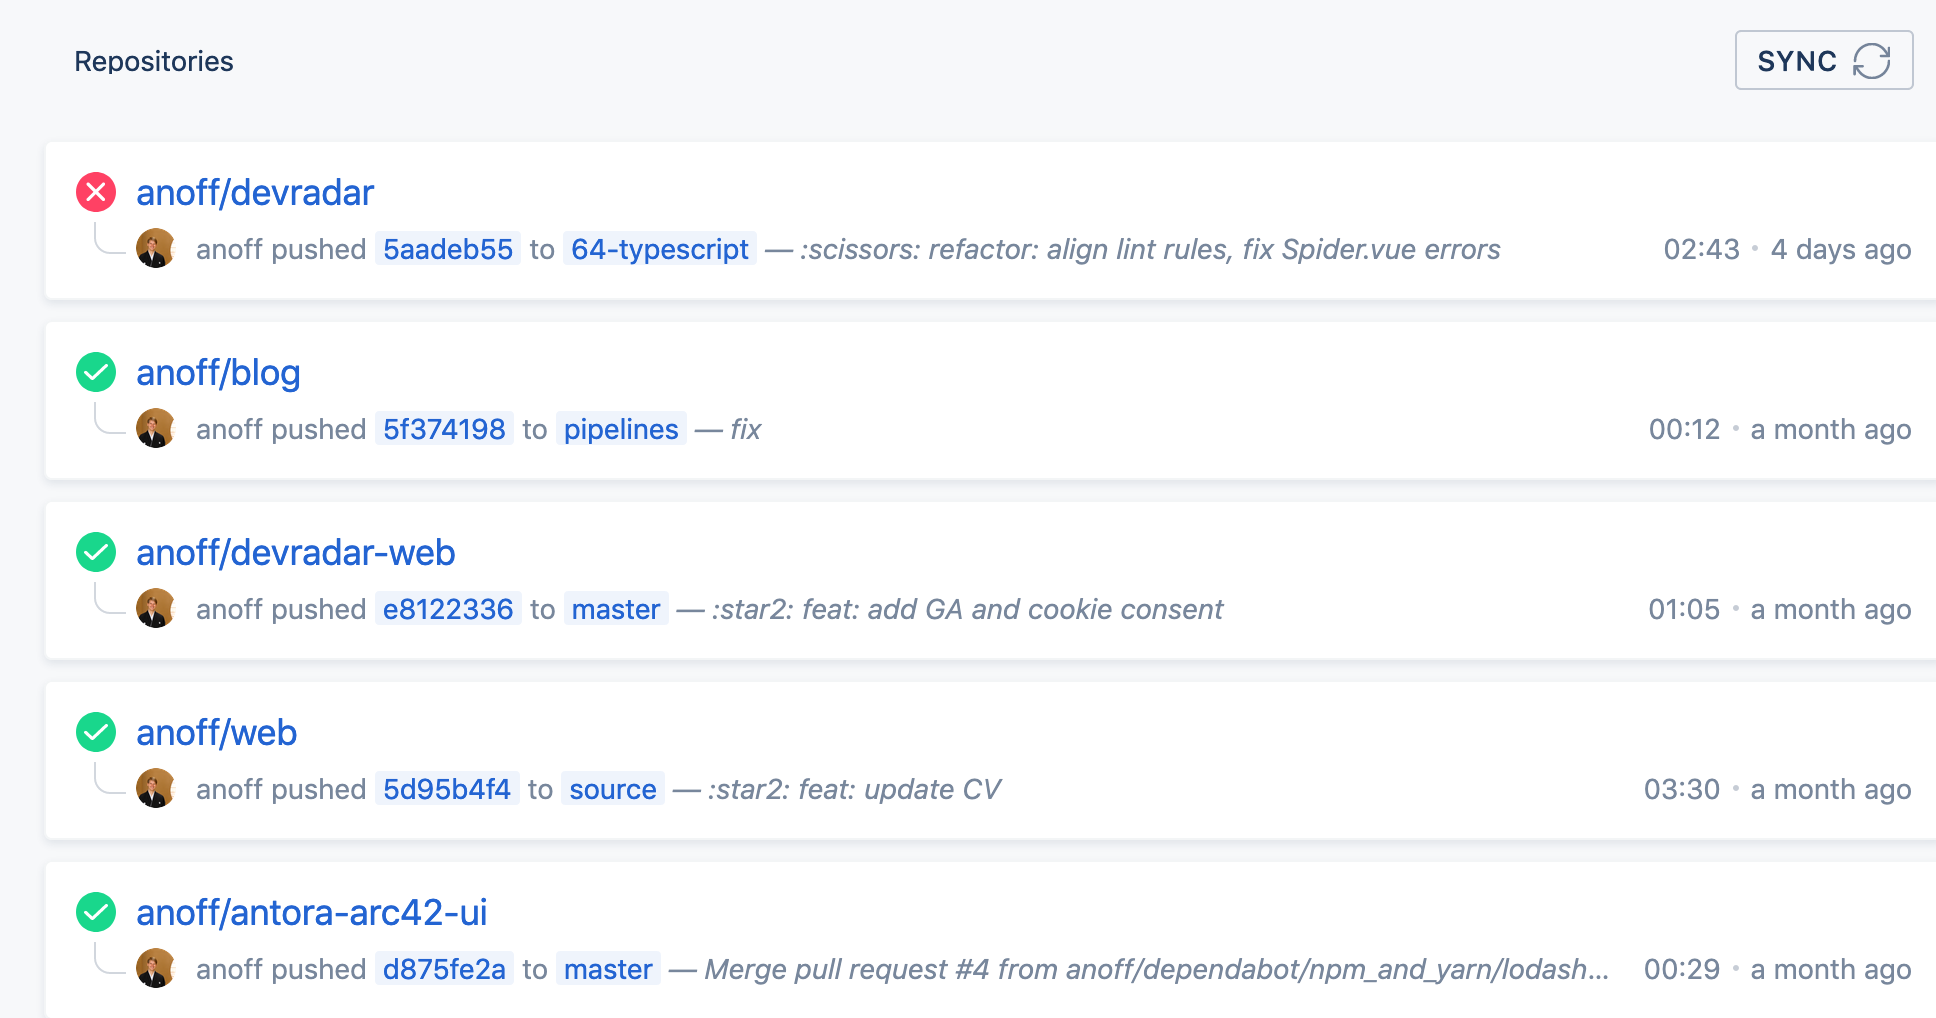 Repositories
SYNC
anoff/devradar
anoff pushed 5aadeb55 to 64-typescript — :scissors: refactor: align lint rules, fix Spider.vue errors 02:43 • 4 days ago
anoff/blog
anoff pushed 5f374198 to pipelines — fix 00:12 • a month ago
anoff/devradar-web
anoff pushed e8122336 to master — :star2: feat: add GA and cookie consent 01:05 • a month ago
anoff/web
anoff pushed 5d95b4f4 to source — :star2: feat: update CV 03:30 • a month ago
anoff/antora-arc42-ui
anoff pushed d875fe2a to master — Merge pull request #4 from anoff/dependabot/npm_and_yarn/lodash... 00:29 • a month ago